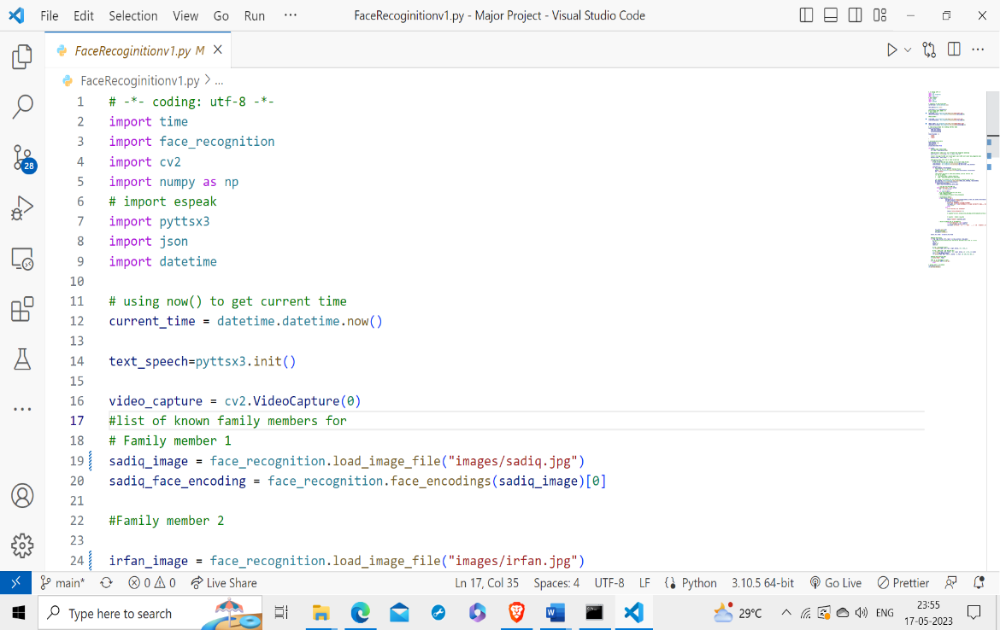 File Edit Selection View Go Run ··· FaceRecoginitionv1.py - Major Project - Visual Studio Code
FaceRecoginitionv1.py M
FaceRecoginitionv1.py > ...
1 # -*- coding: utf-8 -*-
2 import time
3 import face_recognition
4 import cv2
5 import numpy as np
6 # import espeak
7 import pyttsx3
8 import json
9 import datetime
10
11 # using now() to get current time
12 current_time = datetime.datetime.now()
13
14 text_speech=pyttsx3.init()
15
16 video_capture = cv2.VideoCapture(0)
17 #list of known family members for
18 # Family member 1
19 sadiq_image = face_recognition.load_image_file("images/sadiq.jpg")
20 sadiq_face_encoding = face_recognition.face_encodings(sadiq_image)[0]
21
22 #Family member 2
23
24 irfan_image = face_recognition.load_image_file("images/irfan.jpg")
28
main* 0 0 Live Share Ln 17, Col 35 Spaces: 4 UTF-8 LF Python 3.10.5 64-bit Go Live Prettier
Type here to search 29°C ENG 23:55
17-05-2023